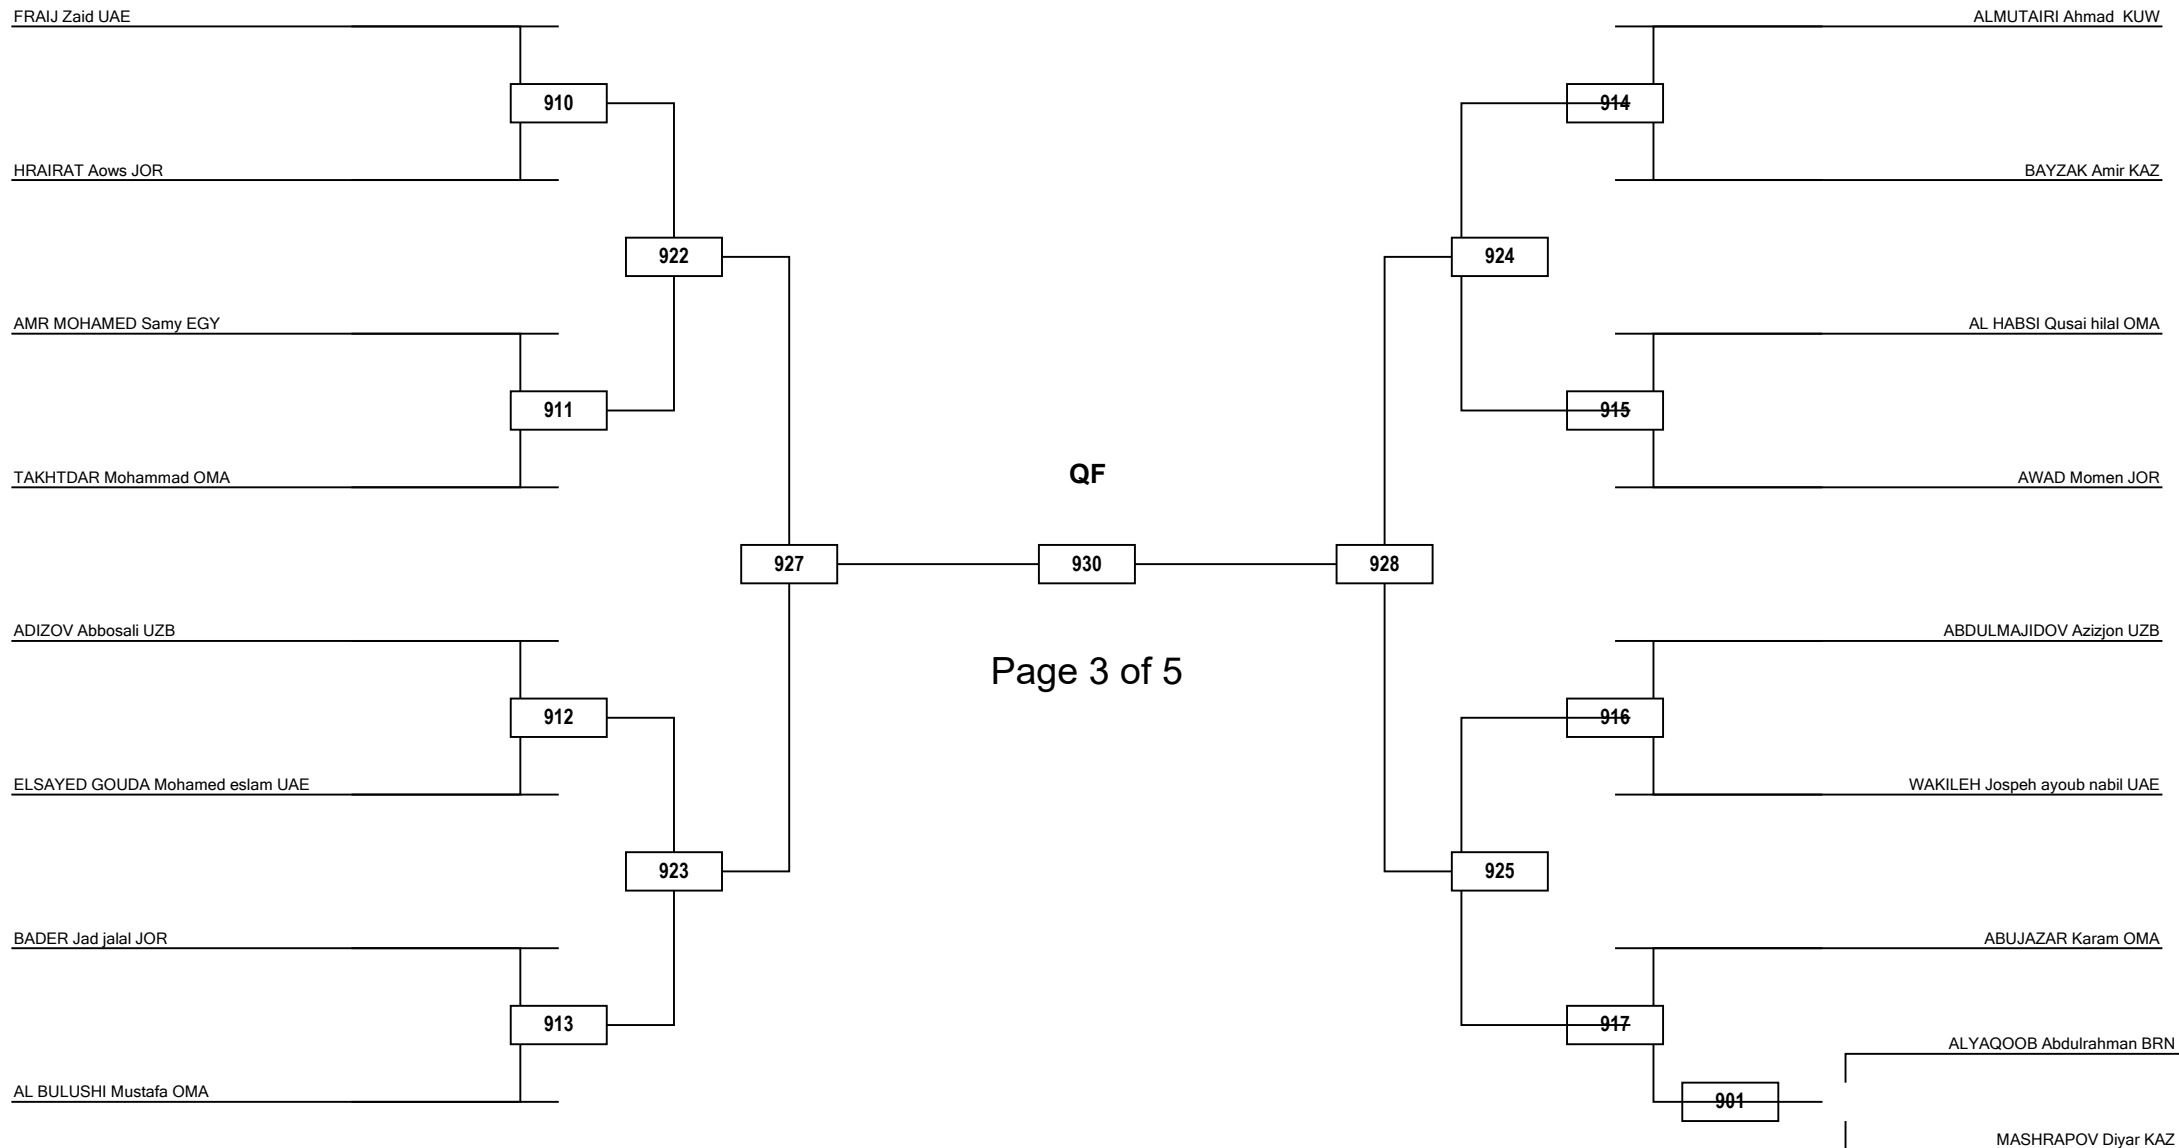 FRAIJ Zaid UAE
ALMUTAIRI Ahmad  KUW
910
914
HRAIRAT Aows JOR
BAYZAK Amir KAZ
922
924
AMR MOHAMED Samy EGY
AL HABSI Qusai hilal OMA
911
915
QF
TAKHTDAR Mohammad OMA
AWAD Momen JOR
927
930
928
ADIZOV Abbosali UZB
ABDULMAJIDOV Azizjon UZB
Page 3 of 5
912
916
ELSAYED GOUDA Mohamed eslam UAE
WAKILEH Jospeh ayoub nabil UAE
923
925
BADER Jad jalal JOR
ABUJAZAR Karam OMA
913
917
ALYAQOOB Abdulrahman BRN
AL BULUSHI Mustafa OMA
901
MASHRAPOV Diyar KAZ